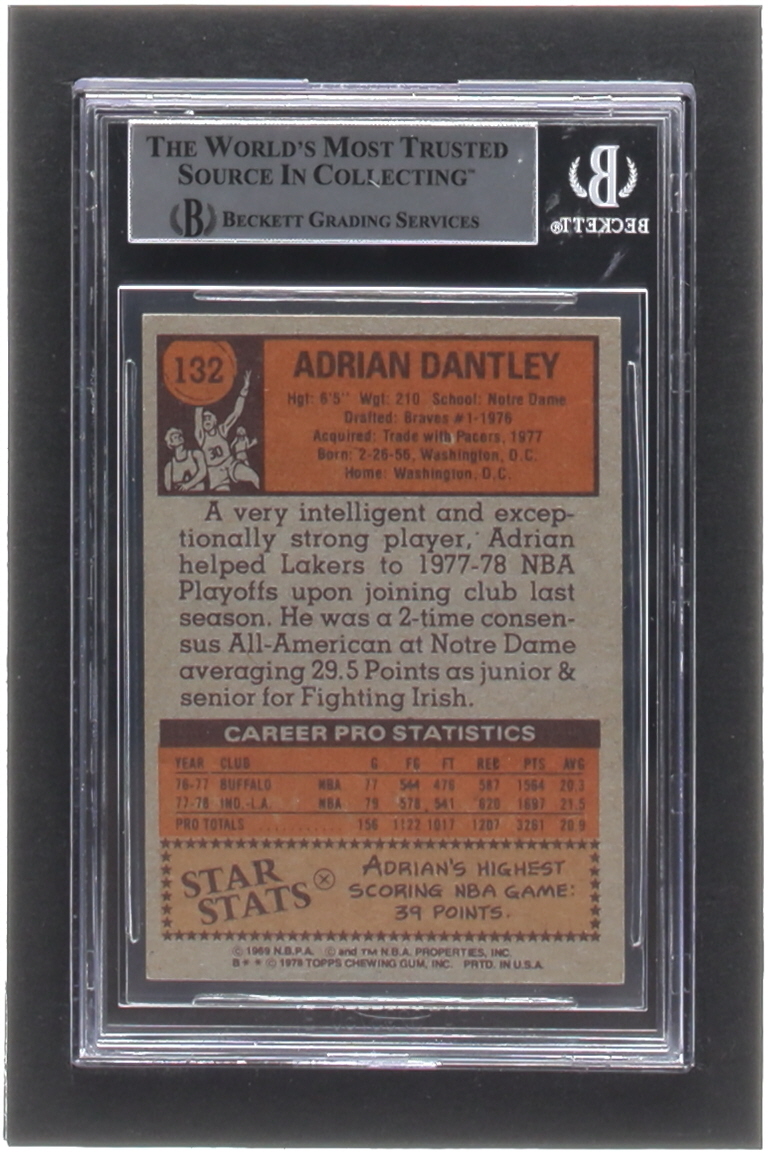 THE WORLD'S MOST TRUSTED
SOURCE IN COLLECTING™
B BECKETT GRADING SERVICES
B
BECKETT®
132
ADRIAN DANTLEY
Hgt: 6'5" Wgt: 210 School: Notre Dame
Drafted: Braves #1-1976
Acquired: Trade with Pacers, 1977
Born: 2-26-56, Washington, D.C.
Home: Washington, D.C.
30
A very intelligent and excep-
tionally strong player, Adrian
helped Lakers to 1977-78 NBA
Playoffs upon joining club last
season. He was a 2-time consen-
sus All-American at Notre Dame
averaging 29.5 Points as junior &
senior for Fighting Irish.
CAREER PRO STATISTICS
YEAR CLUB G FG FT REB PTS AVG
76-77 BUFFALO NBA 77 544 476 587 1564 20.3
77-78 IND.-L.A. NBA 79 578 541 620 1697 21.5
PRO TOTALS ............ 156 1122 1017 1207 3261 20.9
STAR STATS
ADRIAN'S HIGHEST
SCORING NBA GAME:
39 POINTS.
© 1969 N.B.P.A. © and TM N.B.A. PROPERTIES, INC.
B * * © 1978 TOPPS CHEWING GUM, INC. PRTD. IN U.S.A.